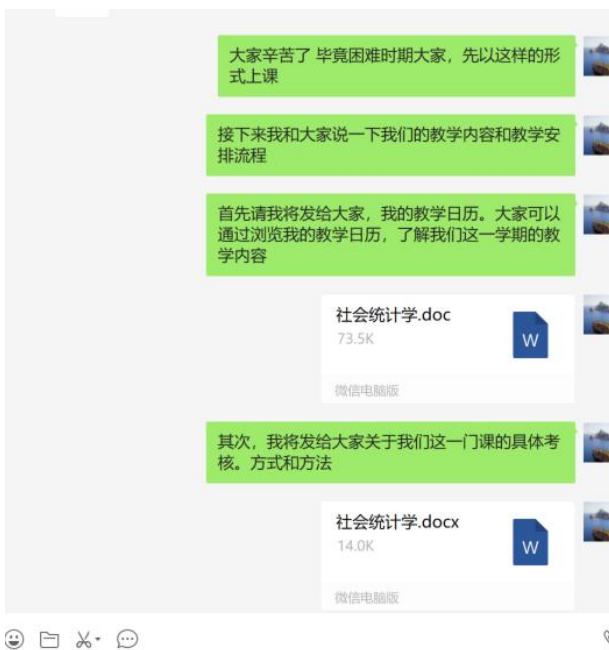 大家辛苦了 毕竟困难时期大家，先以这样的形
式上课
接下来我和大家说一下我们的教学内容和教学安
排流程
首先请我将发给大家，我的教学日历。大家可以
通过浏览我的教学日历，了解我们这一学期的教
学内容
社会统计学.doc
73.5K
W
微信电脑版
其次，我将发给大家关于我们这一门课的具体考
核。方式和方法
社会统计学.docx
14.0K
W
微信电脑版